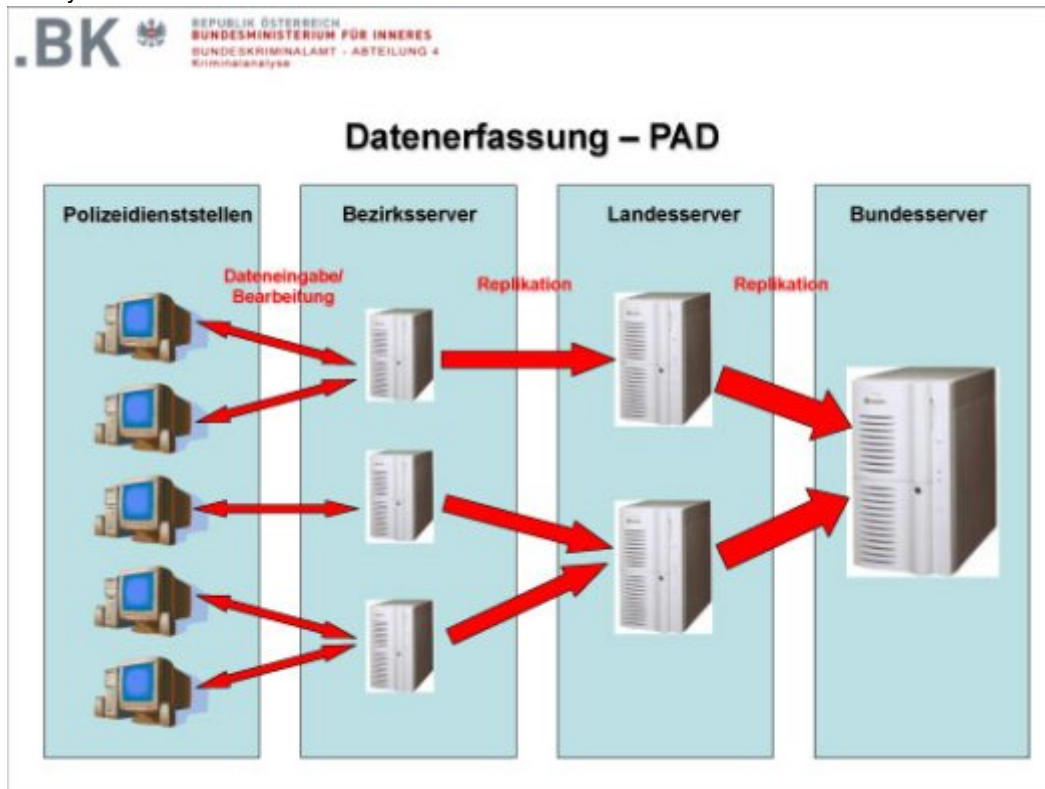 .BK
REPUBLIK ÖSTERREICH
BUNDESMINISTERIUM FÜR INNERES
BUNDESKRIMINALAMT - ABTEILUNG 4
Kriminalanalyse
Datenerfassung – PAD
Polizeidienststellen
Bezirksserver
Landesserver
Bundesserver
Dateneingabe/
Bearbeitung
Replikation
Replikation